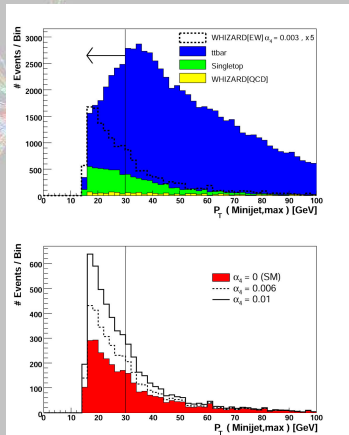 # Events / Bin
3000
2500
2000
1500
1000
500
0
WHIZARD[EW] α₄ = 0.003 , x 5
ttbar
Singletop
WHIZARD[QCD]
0 10 20 30 40 50 60 70 80 90 100
P_T ( Minijet,max ) [GeV]
# Events / Bin
600
500
400
300
200
100
0
α₄ = 0 (SM)
α₄ = 0.006
α₄ = 0.01
0 10 20 30 40 50 60 70 80 90 100
P_T ( Minijet,max ) [GeV]